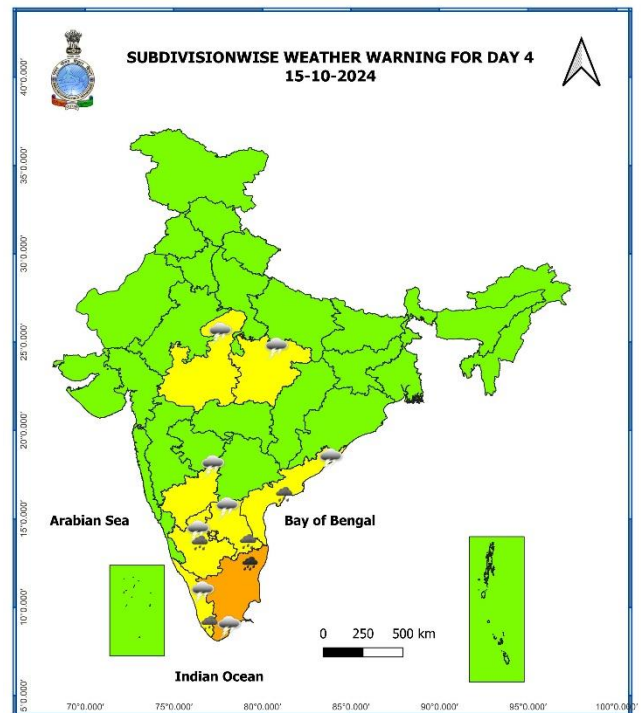 SUBDIVISIONWISE WEATHER WARNING FOR DAY 4
15-10-2024
40°0.000'
35°0.000'
30°0.000'
25°0.000'
20°0.000'
15°0.000'
10°0.000'
5°0.000'
Arabian Sea
Bay of Bengal
0 250 500 km
Indian Ocean
70°0.000' 75°0.000' 80°0.000' 85°0.000' 90°0.000' 95°0.000' 100°0.000'